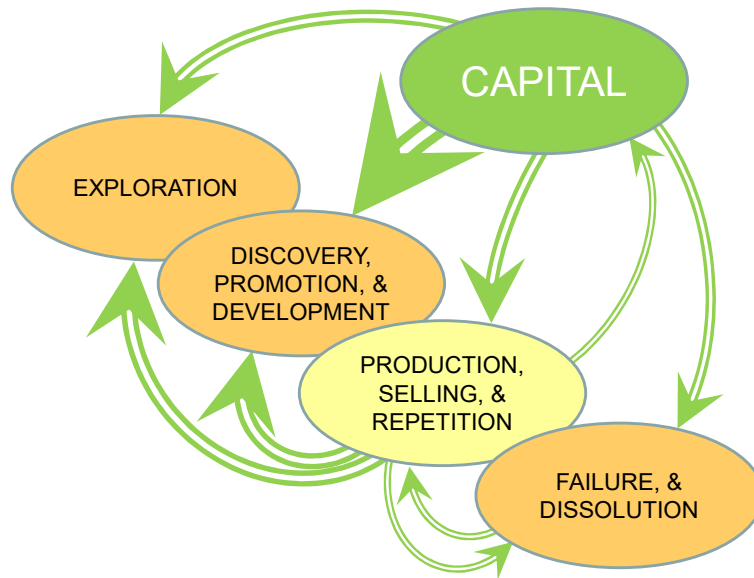 CAPITAL
EXPLORATION
DISCOVERY,
PROMOTION, &
DEVELOPMENT
PRODUCTION,
SELLING, &
REPETITION
FAILURE, &
DISSOLUTION